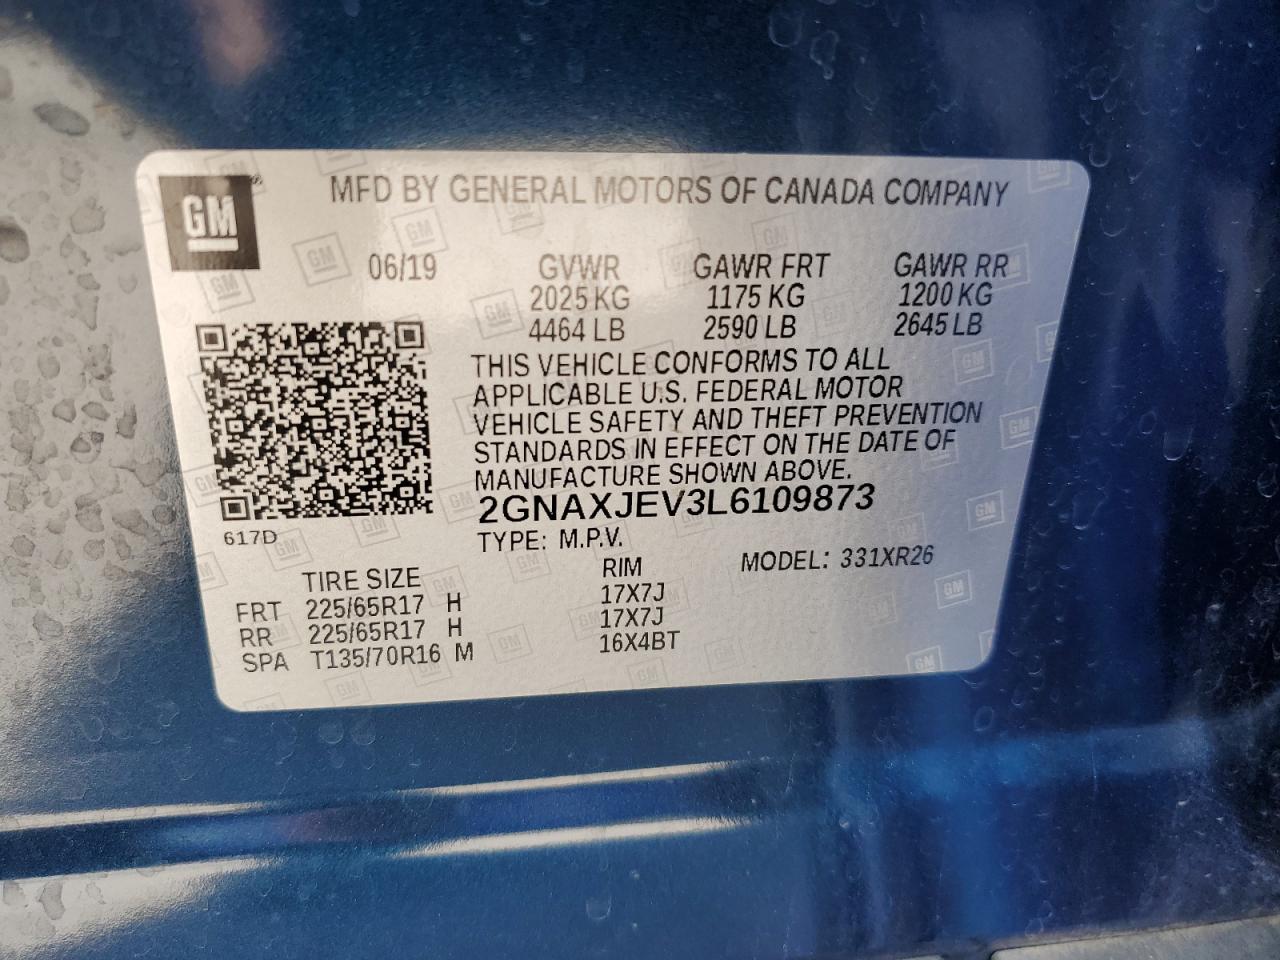 GM
MFD BY GENERAL MOTORS OF CANADA COMPANY
06/19 GVWR GAWR FRT GAWR RR
2025 KG 1175 KG 1200 KG
4464 LB 2590 LB 2645 LB
THIS VEHICLE CONFORMS TO ALL
APPLICABLE U.S. FEDERAL MOTOR
VEHICLE SAFETY AND THEFT PREVENTION
STANDARDS IN EFFECT ON THE DATE OF
MANUFACTURE SHOWN ABOVE.
2GNAXJEV3L6109873
617D
TYPE: M.P.V. MODEL: 331XR26
TIRE SIZE RIM
FRT 225/65R17 H 17X7J
RR 225/65R17 H 17X7J
SPA T135/70R16 M 16X4BT